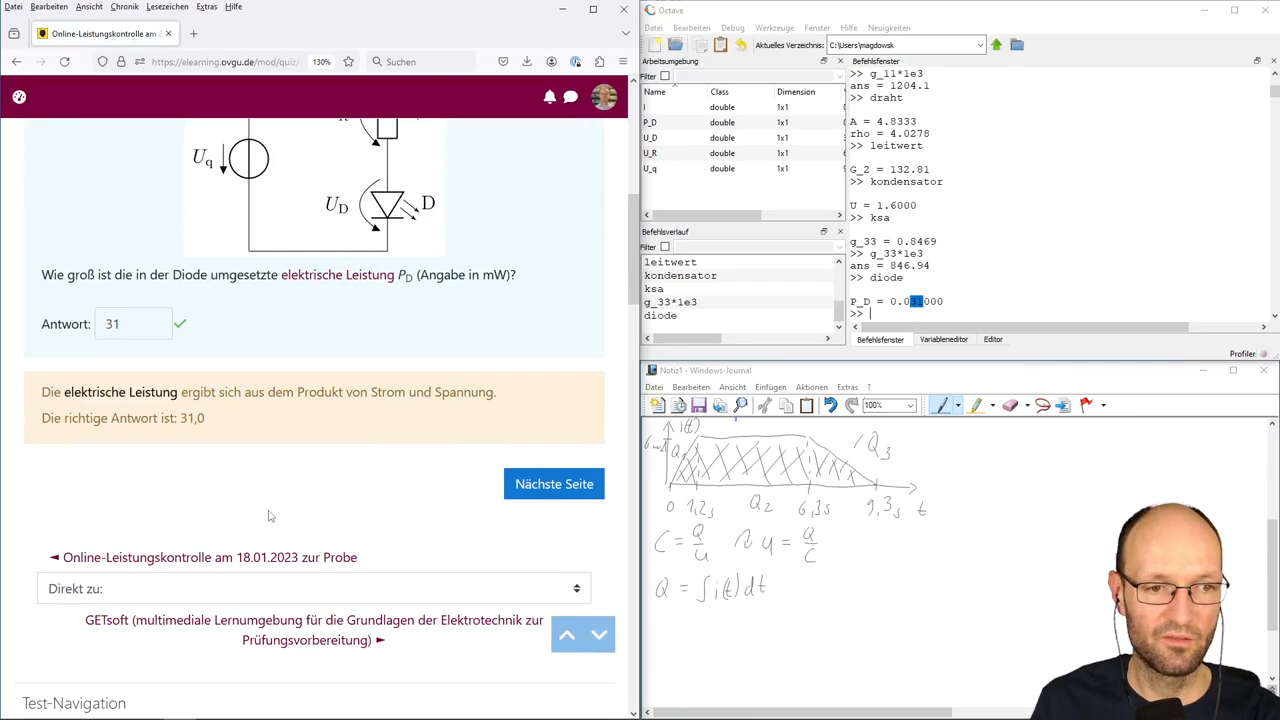 Datei Bearbeiten Ansicht Chronik Lesezeichen Extras Hilfe
Online-Leistungskontrolle am
https://elearning.ovgu.de/mod/quiz/
130%
Suchen
Uq
UD
D
Wie groß ist die in der Diode umgesetzte elektrische Leistung PD (Angabe in mW)?
Antwort: 31
Die elektrische Leistung ergibt sich aus dem Produkt von Strom und Spannung.
Die richtige Antwort ist: 31,0
Nächste Seite
◄ Online-Leistungskontrolle am 18.01.2023 zur Probe
Direkt zu:
GETsoft (multimediale Lernumgebung für die Grundlagen der Elektrotechnik zur
Prüfungsvorbereitung) ►
Test-Navigation
Octave
Datei Bearbeiten Debug Werkzeuge Fenster Hilfe Neuigkeiten
Aktuelles Verzeichnis: C:\Users\magdowsk
Arbeitsumgebung
Filter
Name Class Dimension
I double 1x1
P_D double 1x1
U_D double 1x1
U_R double 1x1
U_q double 1x1
Befehlsverlauf
Filter
leitwert
kondensator
ksa
g_33*1e3
diode
Befehlsfenster
>> g_11*1e3
ans = 1204.1
>> draht
A = 4.8333
rho = 4.0278
>> leitwert
G_2 = 132.81
>> kondensator
U = 1.6000
>> ksa
g_33 = 0.8469
>> g_33*1e3
ans = 846.94
>> diode
P_D = 0.031000
>>
Befehlsfenster Variableneditor Editor
Profiler
Notiz1 - Windows-Journal
Datei Bearbeiten Ansicht Einfügen Aktionen Extras ?
100%
i(t)
Q3
0 1,2s Q2 6,3s 9,3s t
C = Q/U ↷ U = Q/C
Q = ∫i(t)dt